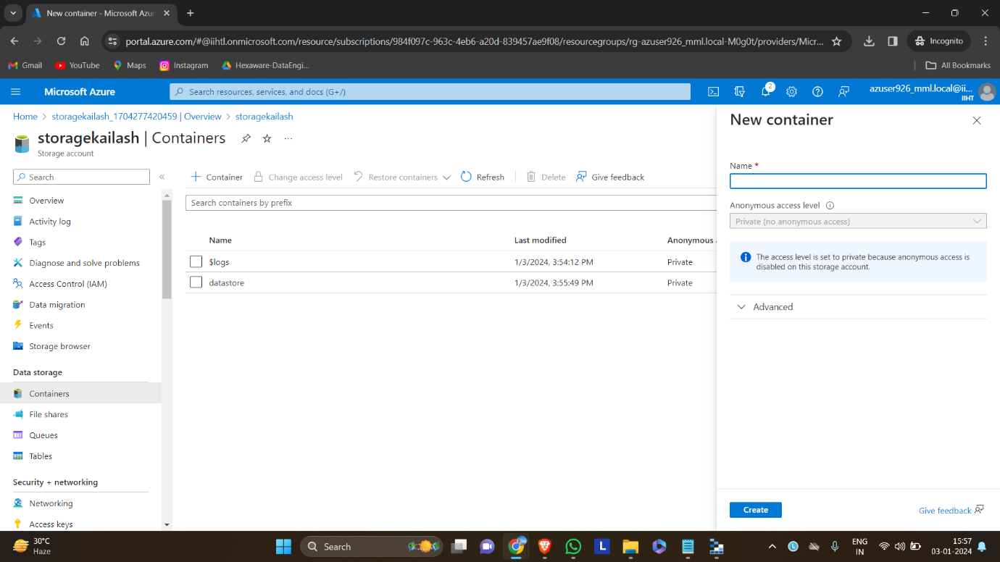 New container - Microsoft Azur
portal.azure.com/#@iihtl.onmicrosoft.com/resource/subscriptions/984f097c-963c-4eb6-a20d-839457ae9f08/resourcegroups/rg-azuser926_mml.local-M0g0t/providers/Micr...
Incognito
Gmail
YouTube
Maps
Instagram
Hexaware-DataEngi...
All Bookmarks
Microsoft Azure
Search resources, services, and docs (G+/)
2
azuser926_mml.local@ii...
IIHT
Home > storagekailash_1704277420459 | Overview > storagekailash
storagekailash | Containers
Storage account
Search
Overview
Activity log
Tags
Diagnose and solve problems
Access Control (IAM)
Data migration
Events
Storage browser
Data storage
Containers
File shares
Queues
Tables
Security + networking
Networking
Access keys
Container
Change access level
Restore containers
Refresh
Delete
Give feedback
Search containers by prefix
Name Last modified Anonymous a
$logs 1/3/2024, 3:54:12 PM Private
datastore 1/3/2024, 3:55:49 PM Private
New container
Name *
Anonymous access level
Private (no anonymous access)
The access level is set to private because anonymous access is
disabled on this storage account.
Advanced
Create
Give feedback
30°C
Haze
Search
L
L
ENG
IN
15:57
03-01-2024